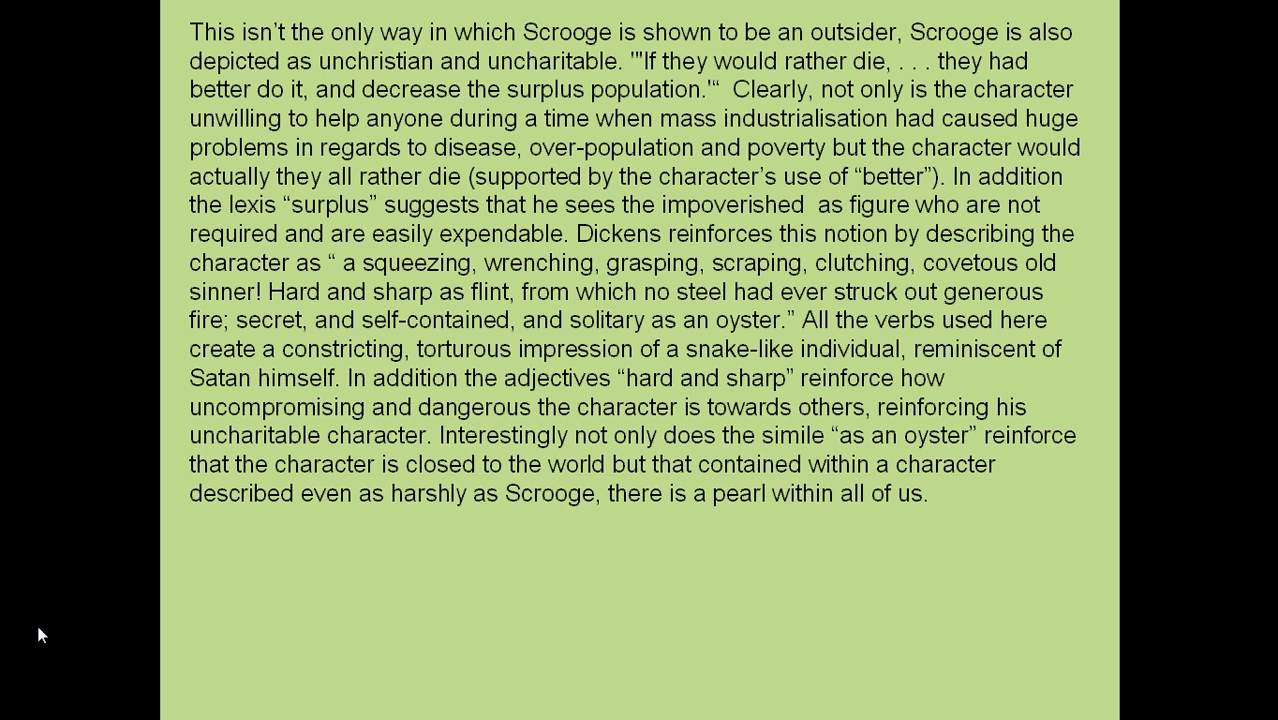 This isn’t the only way in which Scrooge is shown to be an outsider, Scrooge is also
depicted as unchristian and uncharitable. '"If they would rather die, . . . they had
better do it, and decrease the surplus population.'“  Clearly, not only is the character
unwilling to help anyone during a time when mass industrialisation had caused huge
problems in regards to disease, over-population and poverty but the character would
actually they all rather die (supported by the character’s use of “better”). In addition
the lexis “surplus” suggests that he sees the impoverished  as figure who are not
required and are easily expendable. Dickens reinforces this notion by describing the
character as “ a squeezing, wrenching, grasping, scraping, clutching, covetous old
sinner! Hard and sharp as flint, from which no steel had ever struck out generous
fire; secret, and self-contained, and solitary as an oyster.” All the verbs used here
create a constricting, torturous impression of a snake-like individual, reminiscent of
Satan himself. In addition the adjectives “hard and sharp” reinforce how
uncompromising and dangerous the character is towards others, reinforcing his
uncharitable character. Interestingly not only does the simile “as an oyster” reinforce
that the character is closed to the world but that contained within a character
described even as harshly as Scrooge, there is a pearl within all of us.